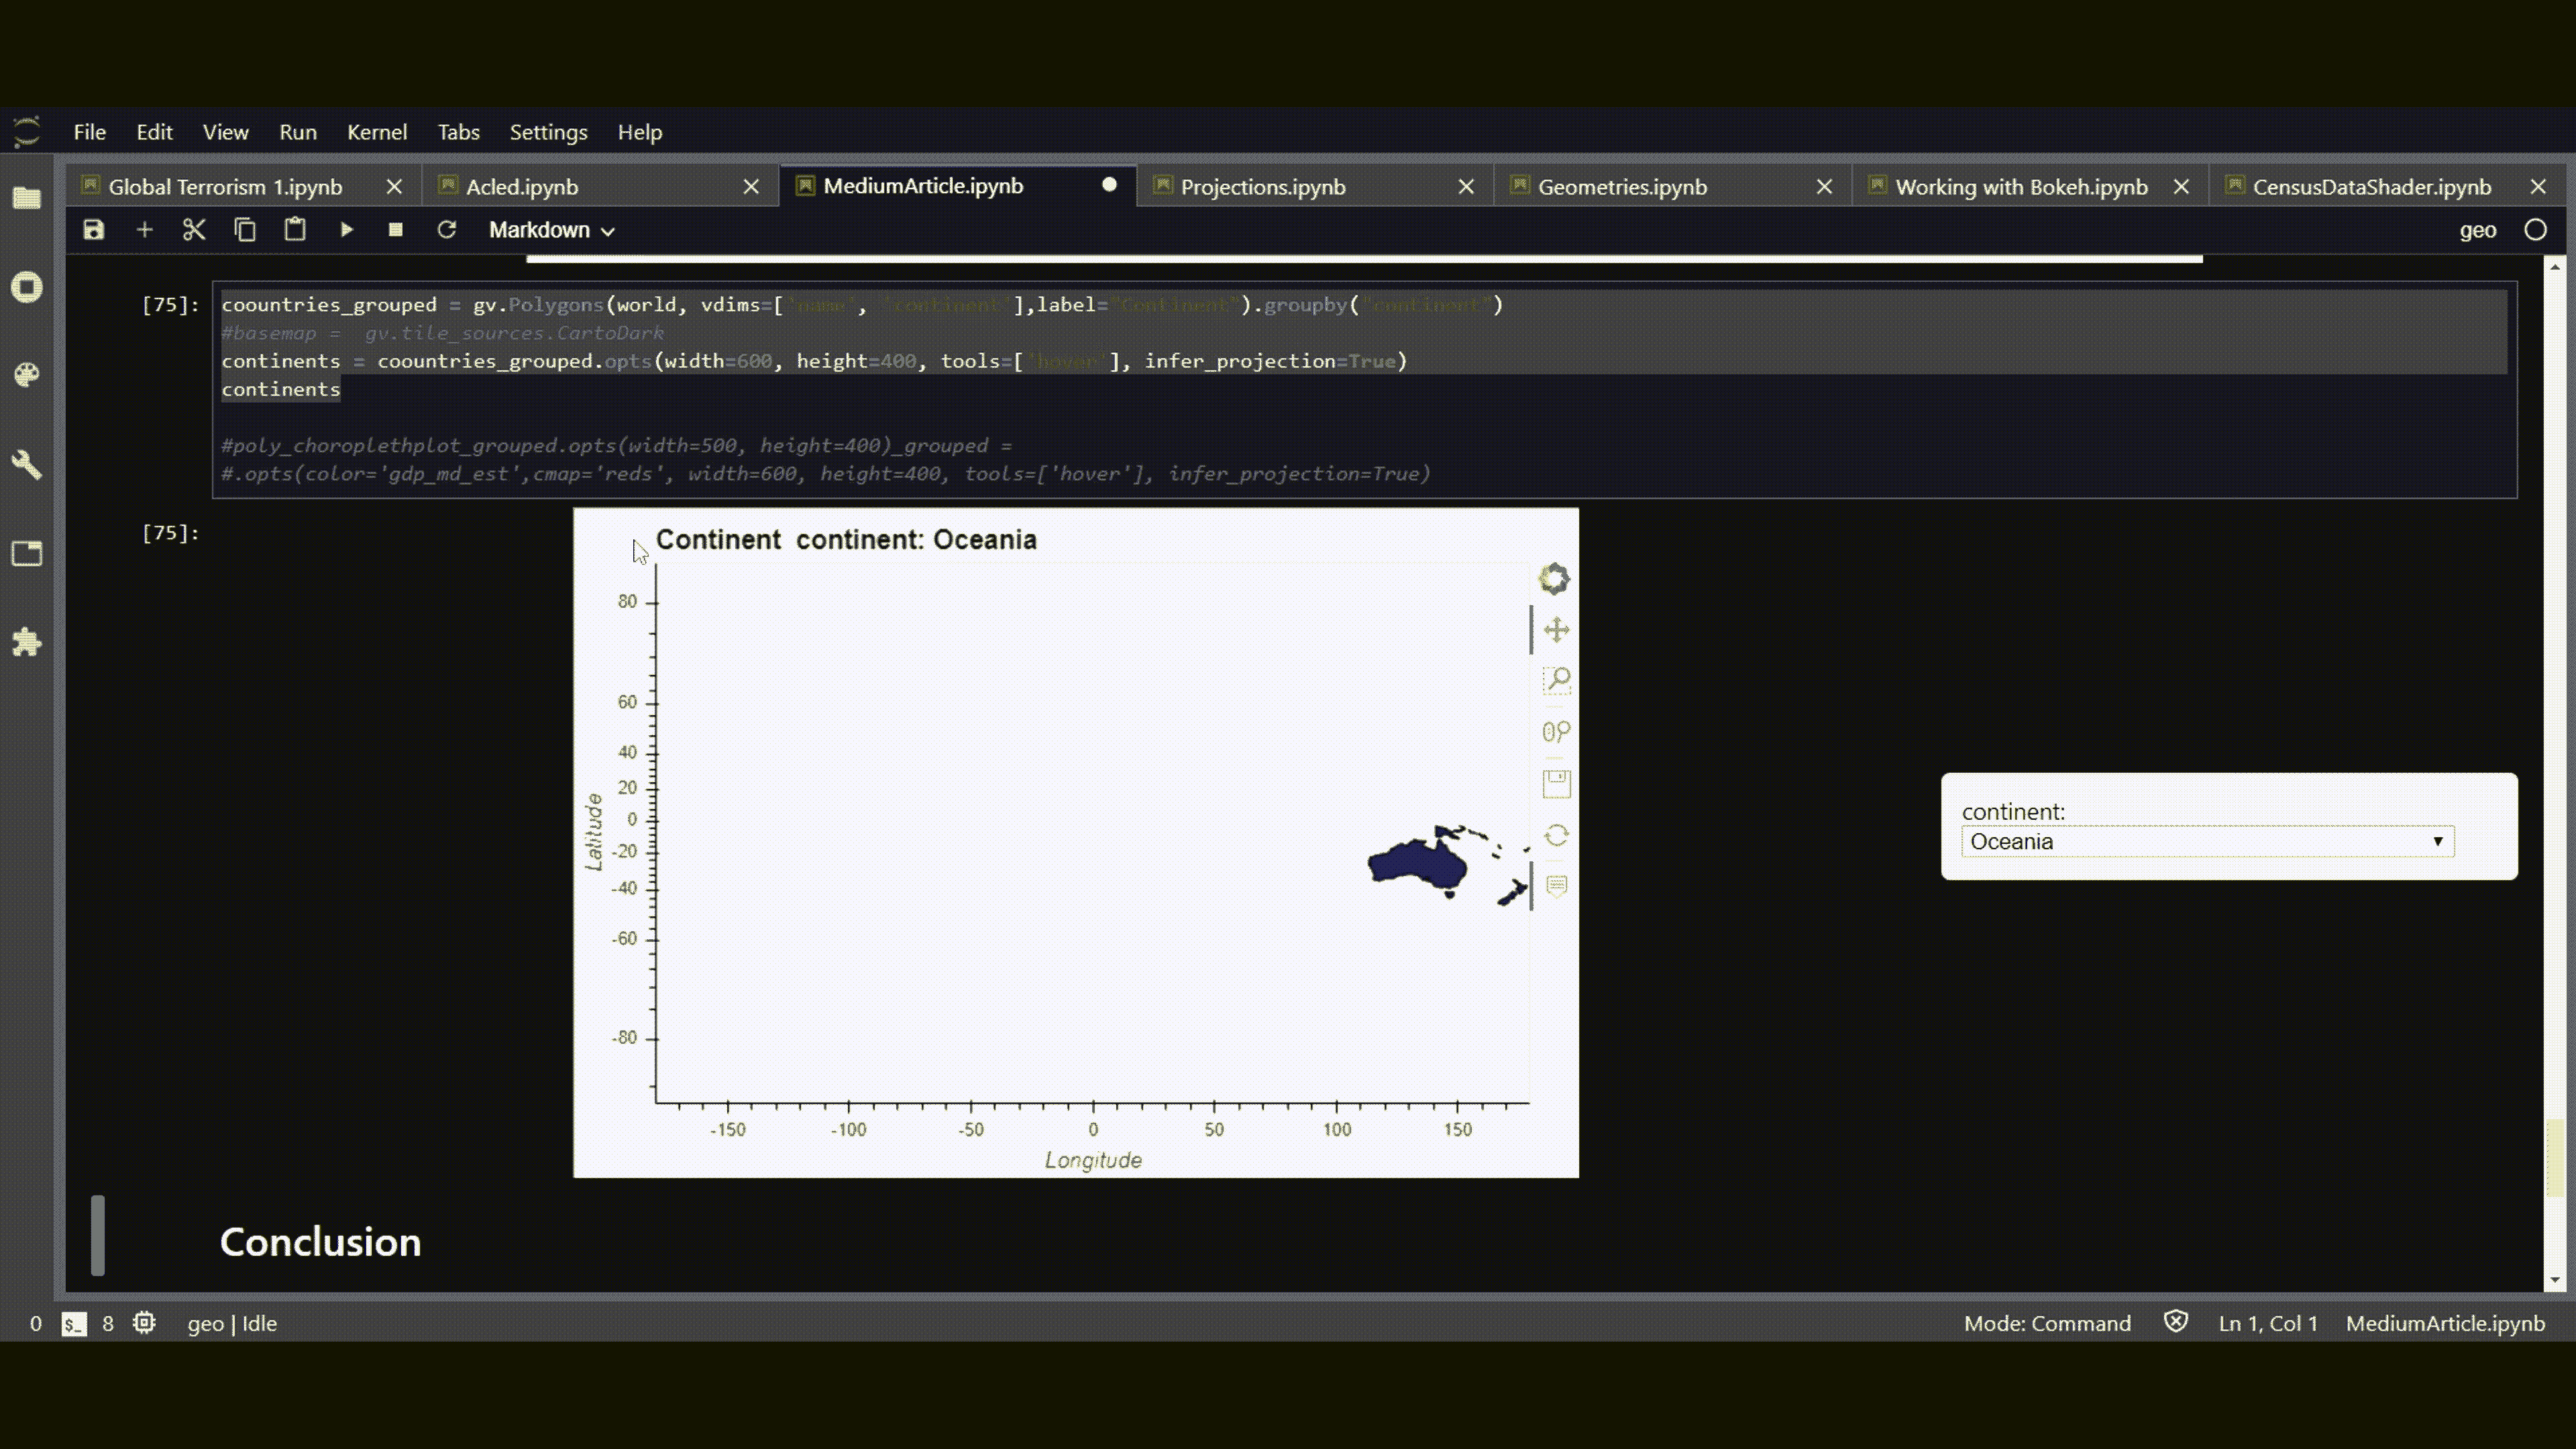 File Edit View Run Kernel Tabs Settings Help
Global Terrorism 1.ipynb Acled.ipynb MediumArticle.ipynb Projections.ipynb Geometries.ipynb Working with Bokeh.ipynb CensusDataShader.ipynb
Markdown geo
[75]: coountries_grouped = gv.Polygons(world, vdims=['name', 'continent'],label="Continent").groupby("continent")
#basemap =  gv.tile_sources.CartoDark
continents = coountries_grouped.opts(width=600, height=400, tools=['hover'], infer_projection=True)
continents
#poly_choroplethplot_grouped.opts(width=500, height=400)_grouped =
#.opts(color='gdp_md_est',cmap='reds', width=600, height=400, tools=['hover'], infer_projection=True)
[75]:
Continent continent: Oceania
80
60
40
20
0
-20
-40
-60
-80
Latitude
-150 -100 -50 0 50 100 150
Longitude
continent:
Oceania
Conclusion
0 $_ 8 geo | Idle Mode: Command Ln 1, Col 1 MediumArticle.ipynb